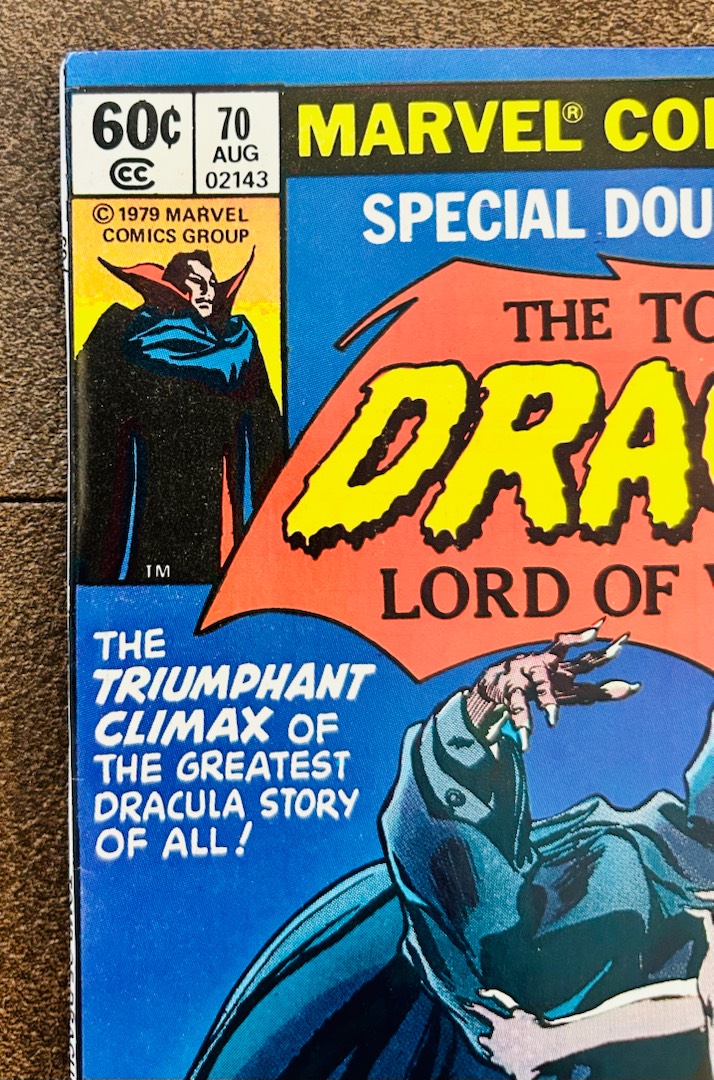 60¢
CC
70
AUG
02143
MARVEL® CO
© 1979 MARVEL
COMICS GROUP
SPECIAL DOU
THE TO
DRAC
LORD OF
TM
THE
TRIUMPHANT
CLIMAX OF
THE GREATEST
DRACULA STORY
OF ALL!